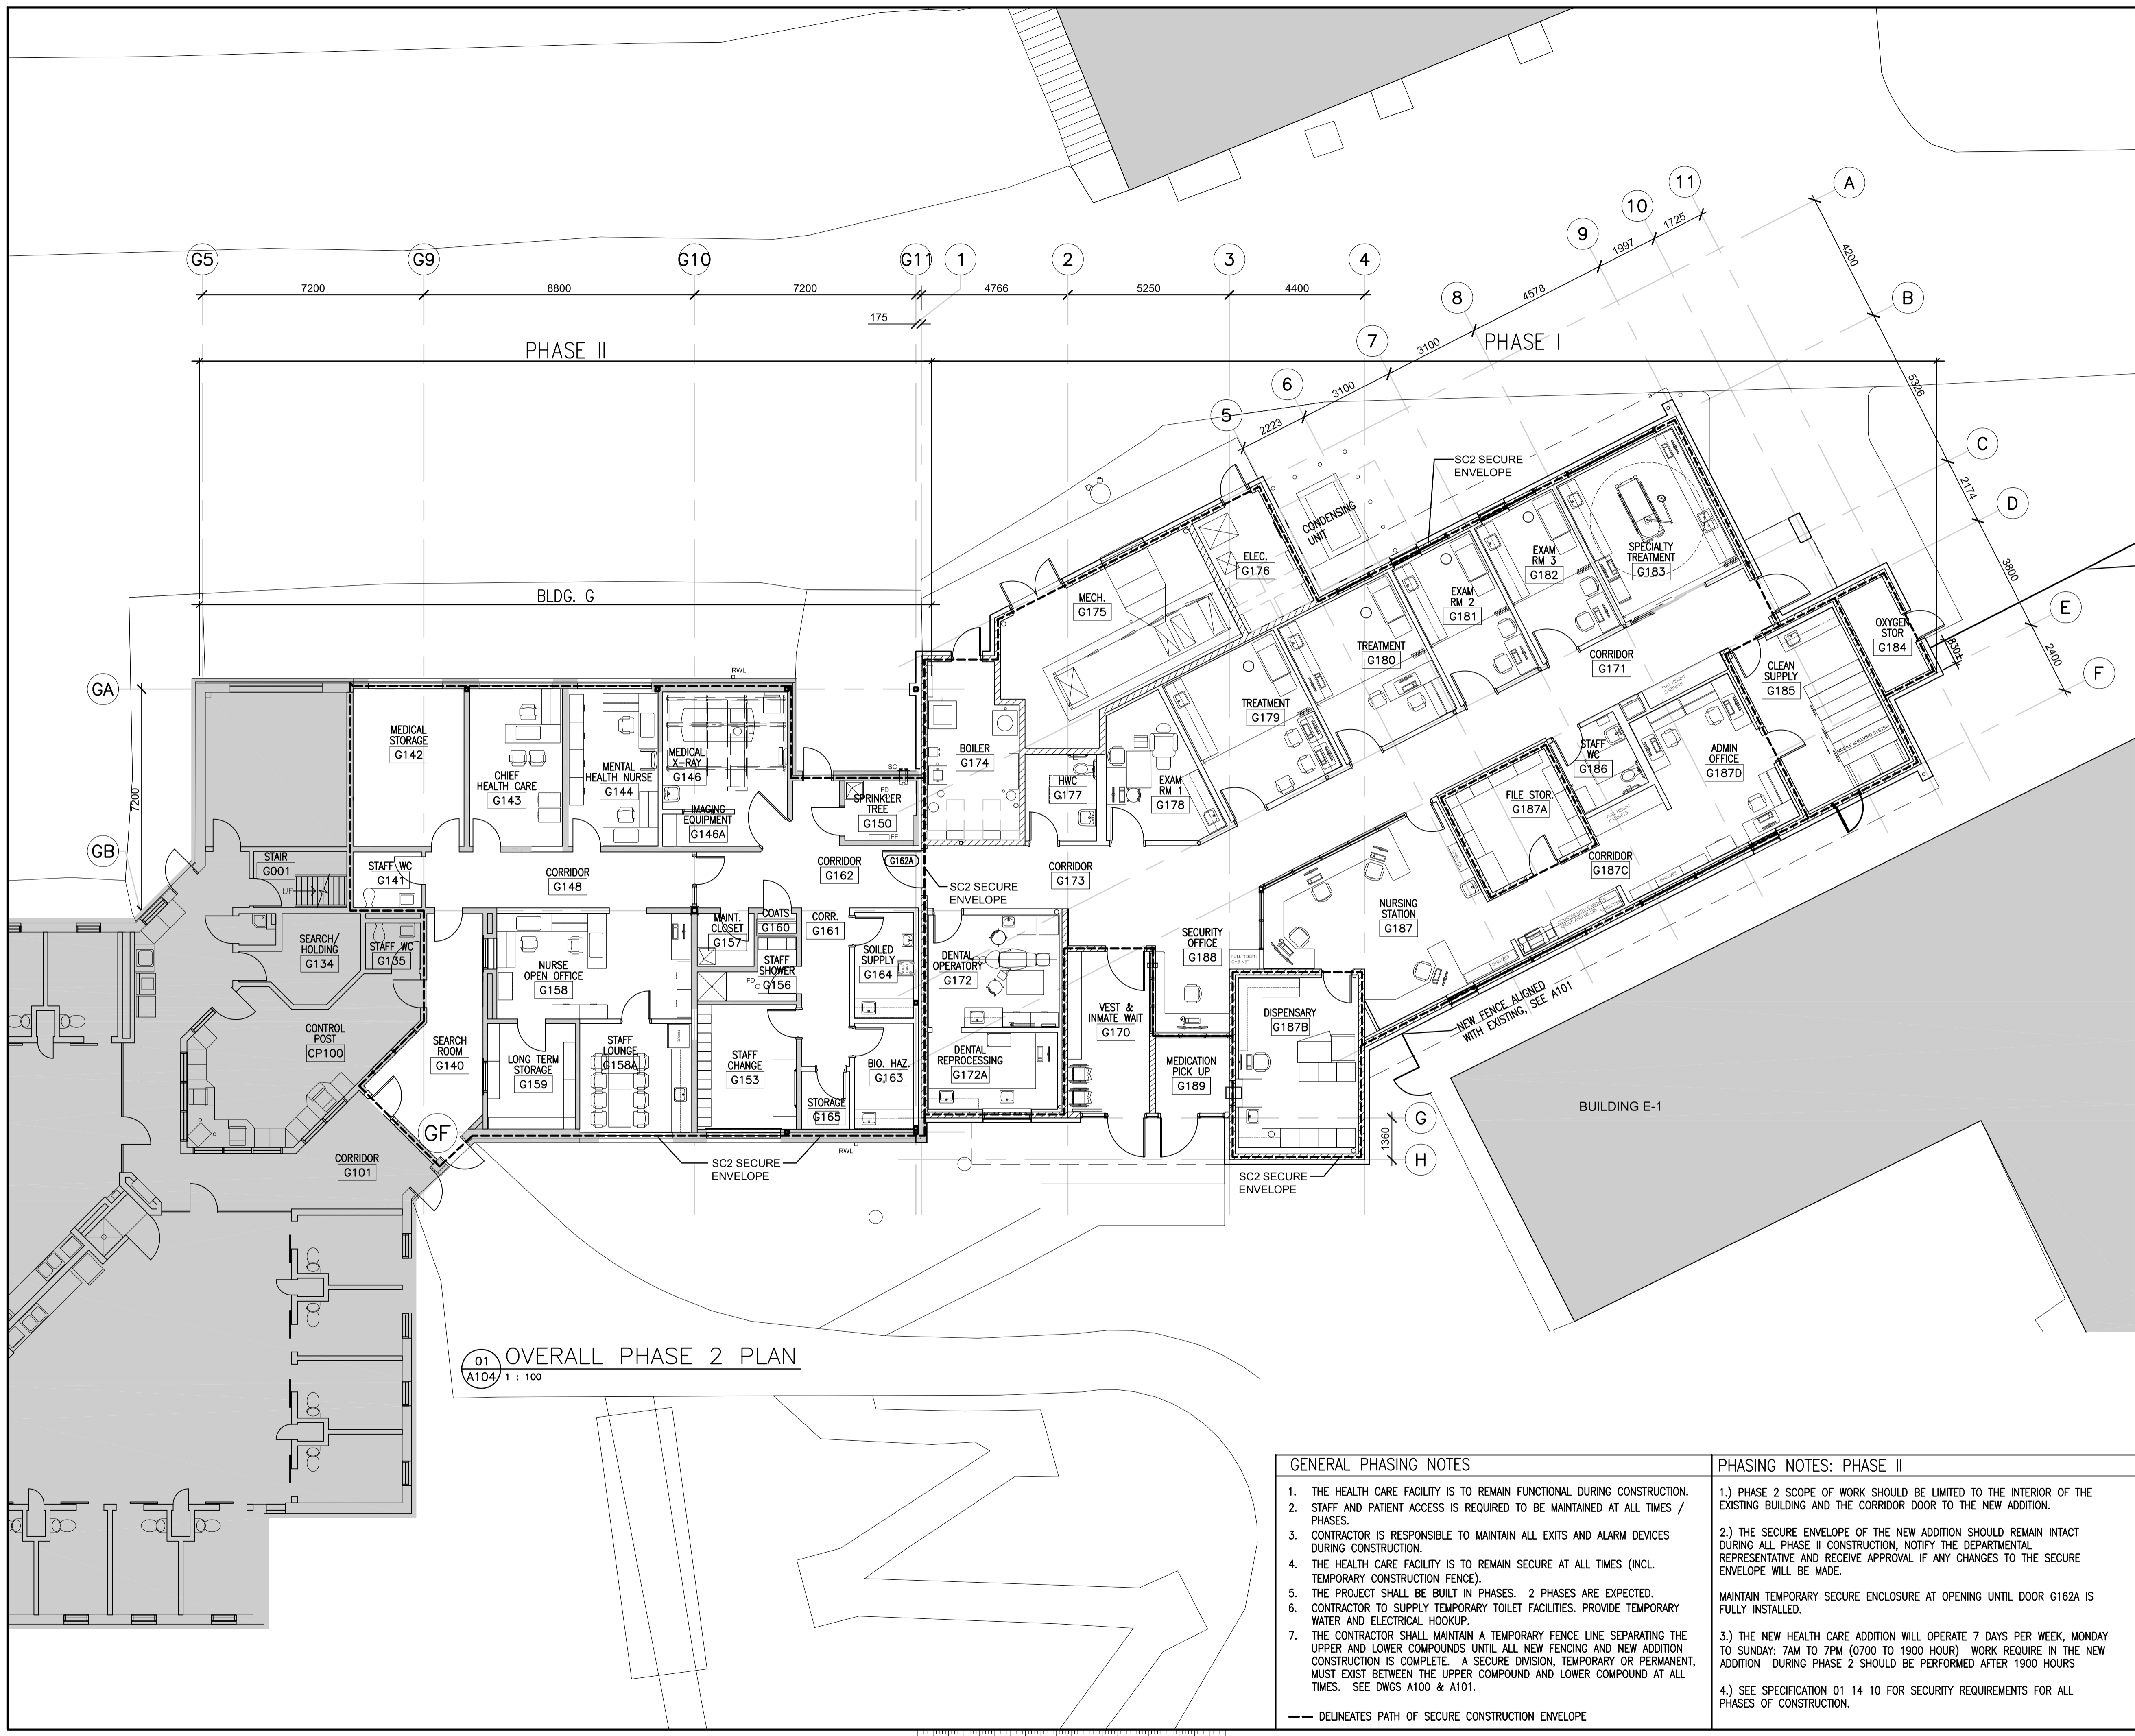 11
A
10
1725
9
1997
4200
G5
G9
G10
G11
1
2
3
4
8
4578
B
7200
8800
7200
4766
5250
4400
175
7
3100
PHASE II
PHASE I
6
3100
5326
5
2223
C
SC2 SECURE
ENVELOPE
2174
D
CONDENSING
UNIT
3800
ELEC.
G176
EXAM
RM 3
G182
SPECIALTY
TREATMENT
G183
BLDG. G
MECH.
G175
EXAM
RM 2
G181
E
OXYGEN
STOR
G184
8301
2400
TREATMENT
G180
CORRIDOR
G171
CLEAN
SUPPLY
G185
F
RWL
GA
FULL HEIGHT
CABINETS
TREATMENT
G179
MEDICAL
STORAGE
G142
CHIEF
HEALTH CARE
G143
MENTAL
HEALTH NURSE
G144
MEDICAL
X-RAY
G146
BOILER
G174
STAFF
WC
G186
ADMIN
OFFICE
G187D
MOBILE SHELVING SYSTEM
7200
SC
FD
SPRINKLER
TREE
G150
FF
HWC
G177
EXAM
RM 1
G178
FILE STOR.
G187A
FULL HEIGHT
CABINETS
IMAGING
EQUIPMENT
G146A
GB
STAIR
G001
UP
STAFF WC
G141
CORRIDOR
G148
CORRIDOR
G162
G162A
CORRIDOR
G173
CORRIDOR
G187C
SC2 SECURE
ENVELOPE
SHELVES
NURSING
STATION
G187
SEARCH/
HOLDING
G134
STAFF WC
G135
MAINT.
CLOSET
G157
COATS
G160
CORR.
G161
SOILED
SUPPLY
G164
DENTAL
OPERATORY
G172
SECURITY
OFFICE
G188
FULL HEIGHT
CABINET
SHELVES
NURSE
OPEN OFFICE
G158
STAFF
SHOWER
G156
FD
VEST &
INMATE WAIT
G170
DISPENSARY
G187B
NEW FENCE ALIGNED
WITH EXISTING, SEE A101
CONTROL
POST
CP100
SEARCH
ROOM
G140
LONG TERM
STORAGE
G159
STAFF
LOUNGE
G158A
STAFF
CHANGE
G153
BIO. HAZ.
G163
DENTAL
REPROCESSING
G172A
MEDICATION
PICK UP
G189
STORAGE
G165
BUILDING E-1
GF
G
1360
H
CORRIDOR
G101
SC2 SECURE
ENVELOPE
RWL
SC2 SECURE
ENVELOPE
01
A104
OVERALL PHASE 2 PLAN
1 : 100
GENERAL PHASING NOTES
1. THE HEALTH CARE FACILITY IS TO REMAIN FUNCTIONAL DURING CONSTRUCTION.
2. STAFF AND PATIENT ACCESS IS REQUIRED TO BE MAINTAINED AT ALL TIMES /
PHASES.
3. CONTRACTOR IS RESPONSIBLE TO MAINTAIN ALL EXITS AND ALARM DEVICES
DURING CONSTRUCTION.
4. THE HEALTH CARE FACILITY IS TO REMAIN SECURE AT ALL TIMES (INCL.
TEMPORARY CONSTRUCTION FENCE).
5. THE PROJECT SHALL BE BUILT IN PHASES. 2 PHASES ARE EXPECTED.
6. CONTRACTOR TO SUPPLY TEMPORARY TOILET FACILITIES. PROVIDE TEMPORARY
WATER AND ELECTRICAL HOOKUP.
7. THE CONTRACTOR SHALL MAINTAIN A TEMPORARY FENCE LINE SEPARATING THE
UPPER AND LOWER COMPOUNDS UNTIL ALL NEW FENCING AND NEW ADDITION
CONSTRUCTION IS COMPLETE. A SECURE DIVISION, TEMPORARY OR PERMANENT,
MUST EXIST BETWEEN THE UPPER COMPOUND AND LOWER COMPOUND AT ALL
TIMES. SEE DWGS A100 & A101.
DELINEATES PATH OF SECURE CONSTRUCTION ENVELOPE
PHASING NOTES: PHASE II
1.) PHASE 2 SCOPE OF WORK SHOULD BE LIMITED TO THE INTERIOR OF THE
EXISTING BUILDING AND THE CORRIDOR DOOR TO THE NEW ADDITION.
2.) THE SECURE ENVELOPE OF THE NEW ADDITION SHOULD REMAIN INTACT
DURING ALL PHASE II CONSTRUCTION, NOTIFY THE DEPARTMENTAL
REPRESENTATIVE AND RECEIVE APPROVAL IF ANY CHANGES TO THE SECURE
ENVELOPE WILL BE MADE.
MAINTAIN TEMPORARY SECURE ENCLOSURE AT OPENING UNTIL DOOR G162A IS
FULLY INSTALLED.
3.) THE NEW HEALTH CARE ADDITION WILL OPERATE 7 DAYS PER WEEK, MONDAY
TO SUNDAY: 7AM TO 7PM (0700 TO 1900 HOUR) WORK REQUIRE IN THE NEW
ADDITION DURING PHASE 2 SHOULD BE PERFORMED AFTER 1900 HOURS
4.) SEE SPECIFICATION 01 14 10 FOR SECURITY REQUIREMENTS FOR ALL
PHASES OF CONSTRUCTION.